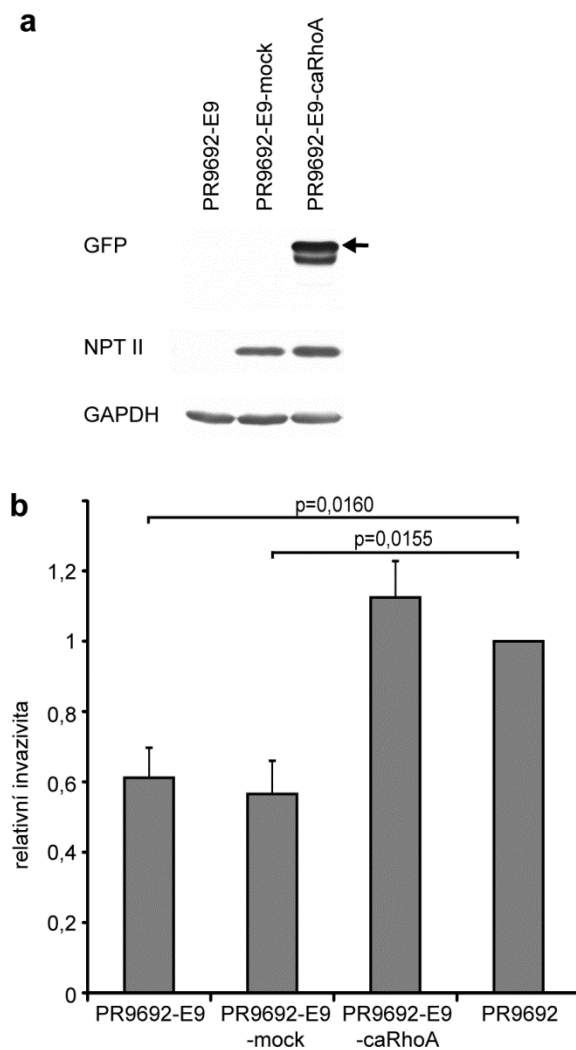 a
PR9692-E9
PR9692-E9-mock
PR9692-E9-caRhoA
GFP
NPT II
GAPDH
b
p=0,0160
p=0,0155
1,2
1
0,8
0,6
0,4
0,2
0
relativní invazivita
PR9692-E9
PR9692-E9
-mock
PR9692-E9
-caRhoA
PR9692